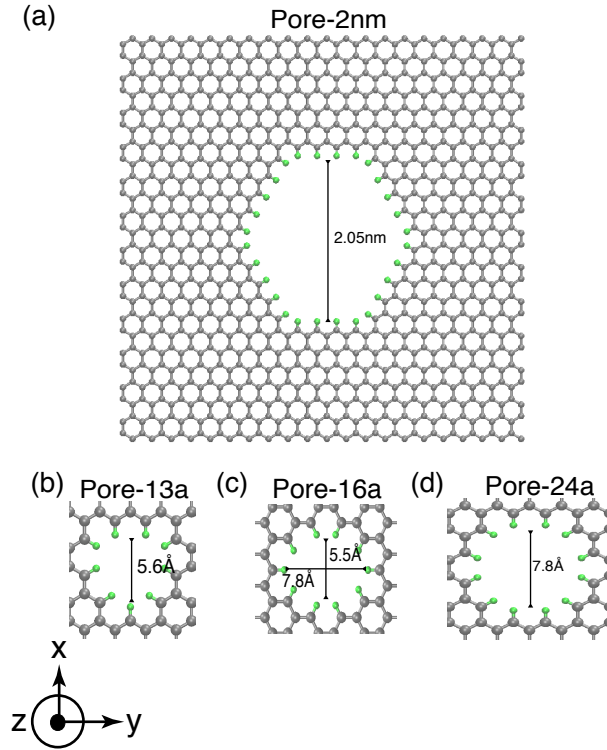 (a)
Pore-2nm
2.05nm
(b)
Pore-13a
5.6Å
(c)
Pore-16a
5.5Å
7.8Å
(d)
Pore-24a
7.8Å
x
z
y